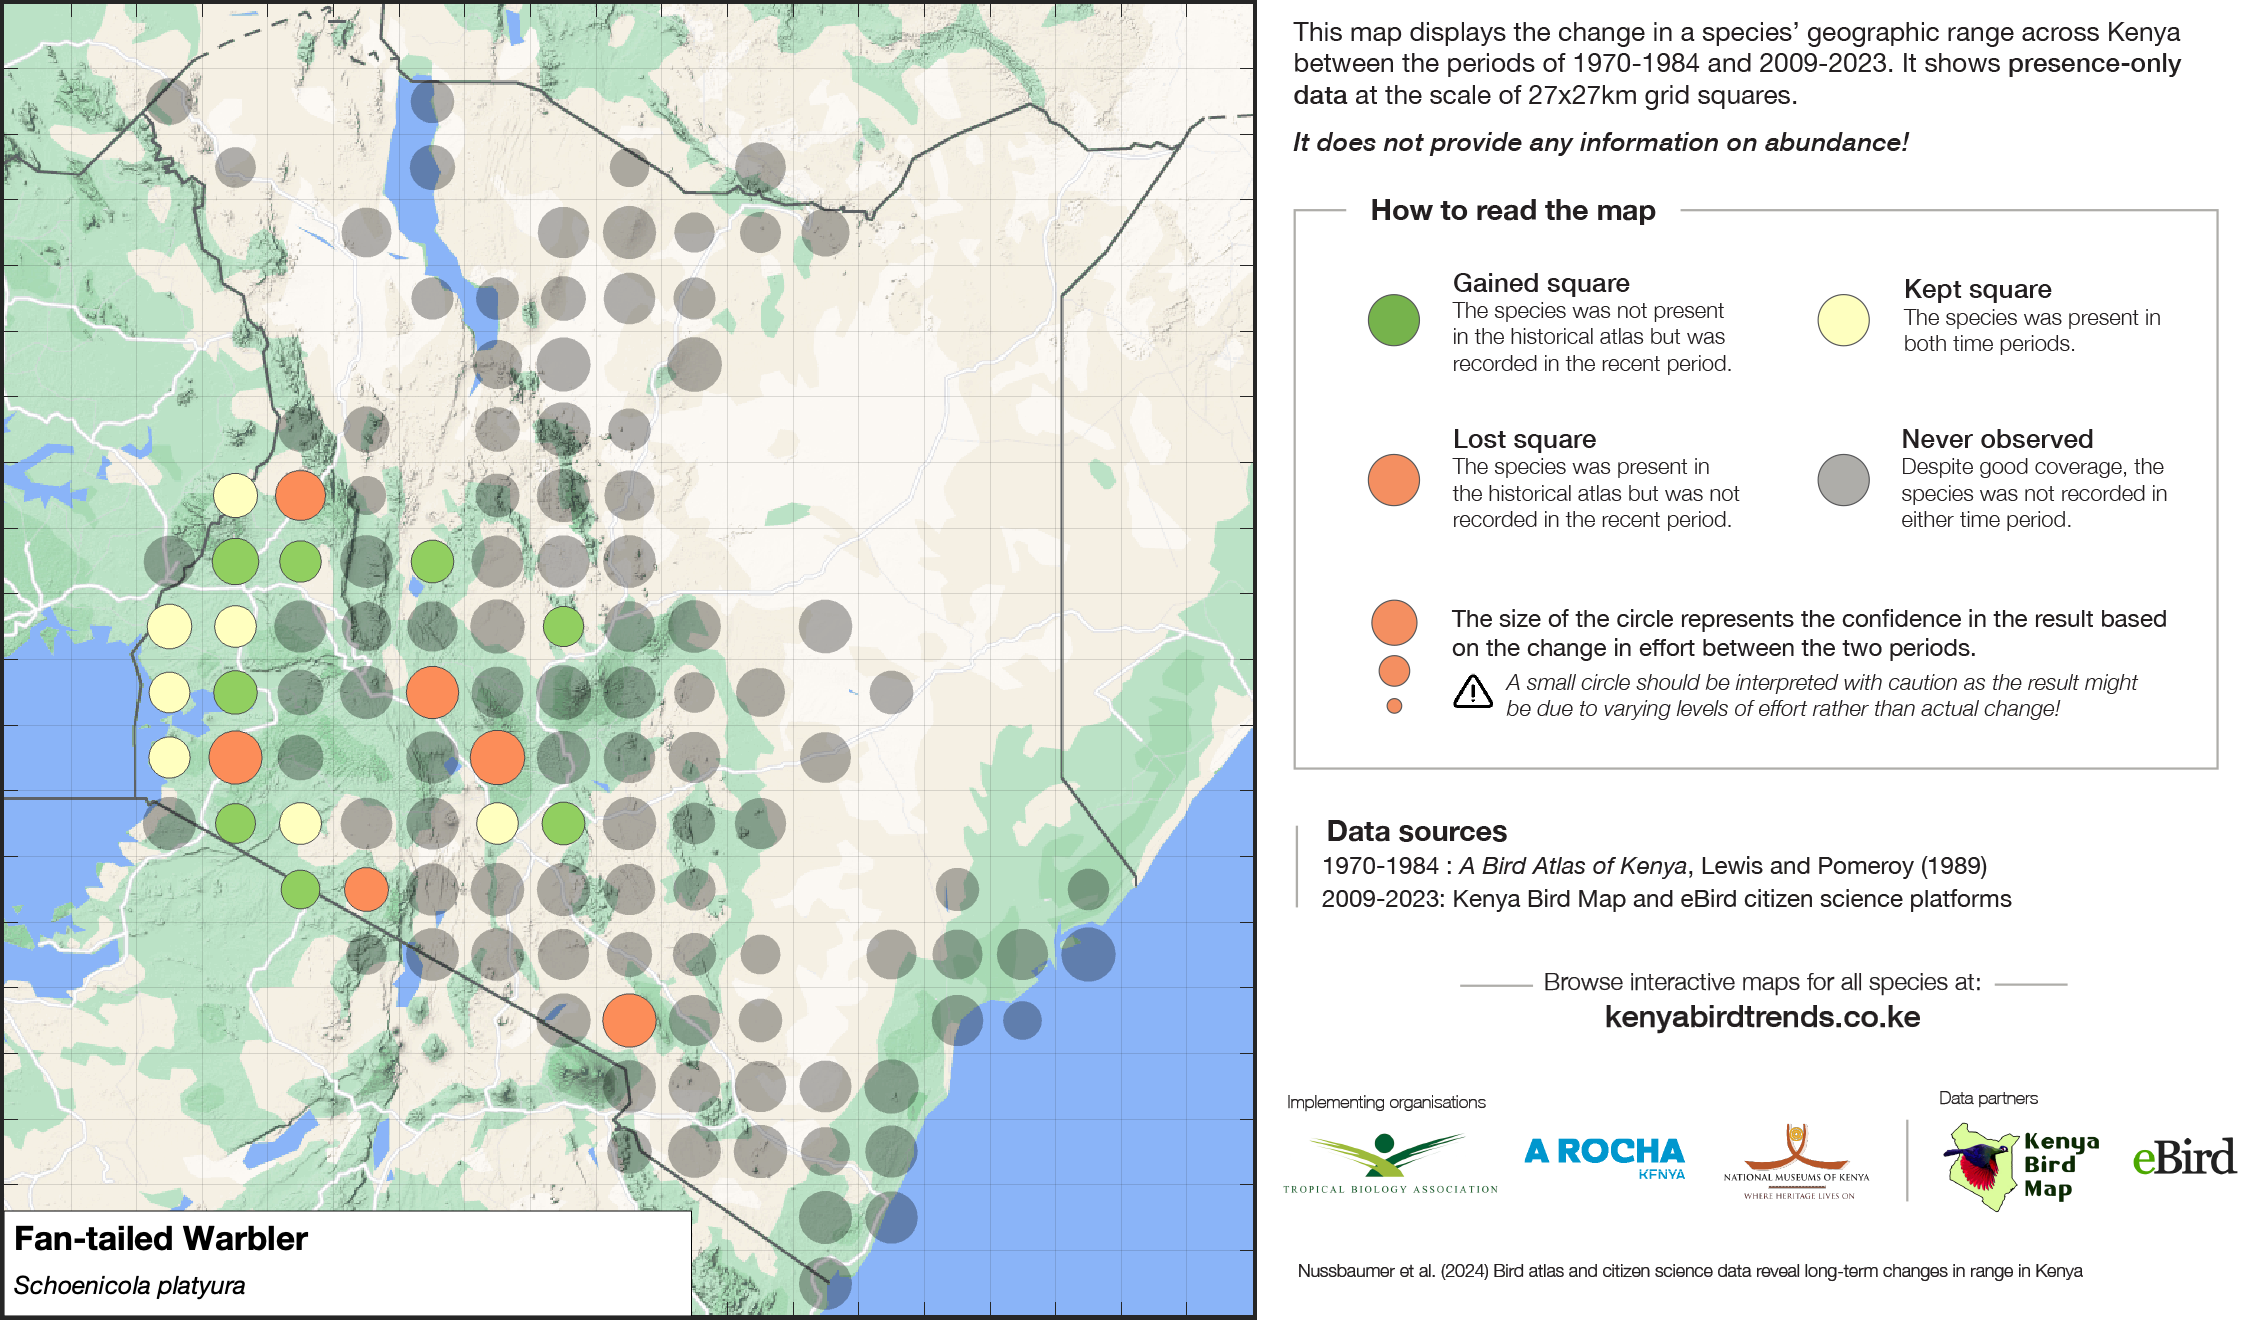 This map displays the change in a species’ geographic range across Kenya
between the periods of 1970-1984 and 2009-2023. It shows presence-only
data at the scale of 27x27km grid squares.
It does not provide any information on abundance!
How to read the map
Gained square
The species was not present
in the historical atlas but was
recorded in the recent period.
Kept square
The species was present in
both time periods.
Lost square
The species was present in
the historical atlas but was not
recorded in the recent period.
Never observed
Despite good coverage, the
species was not recorded in
either time period.
The size of the circle represents the confidence in the result based
on the change in effort between the two periods.
A small circle should be interpreted with caution as the result might
be due to varying levels of effort rather than actual change!
Data sources
1970-1984 : A Bird Atlas of Kenya, Lewis and Pomeroy (1989)
2009-2023: Kenya Bird Map and eBird citizen science platforms
Browse interactive maps for all species at:
kenyabirdtrends.co.ke
Implementing organisations
Data partners
TROPICAL BIOLOGY ASSOCIATION
A ROCHA
KENYA
NATIONAL MUSEUMS OF KENYA
WHERE HERITAGE LIVES ON
Kenya
Bird
Map
eBird
Fan-tailed Warbler
Schoenicola platyura
Nussbaumer et al. (2024) Bird atlas and citizen science data reveal long-term changes in range in Kenya